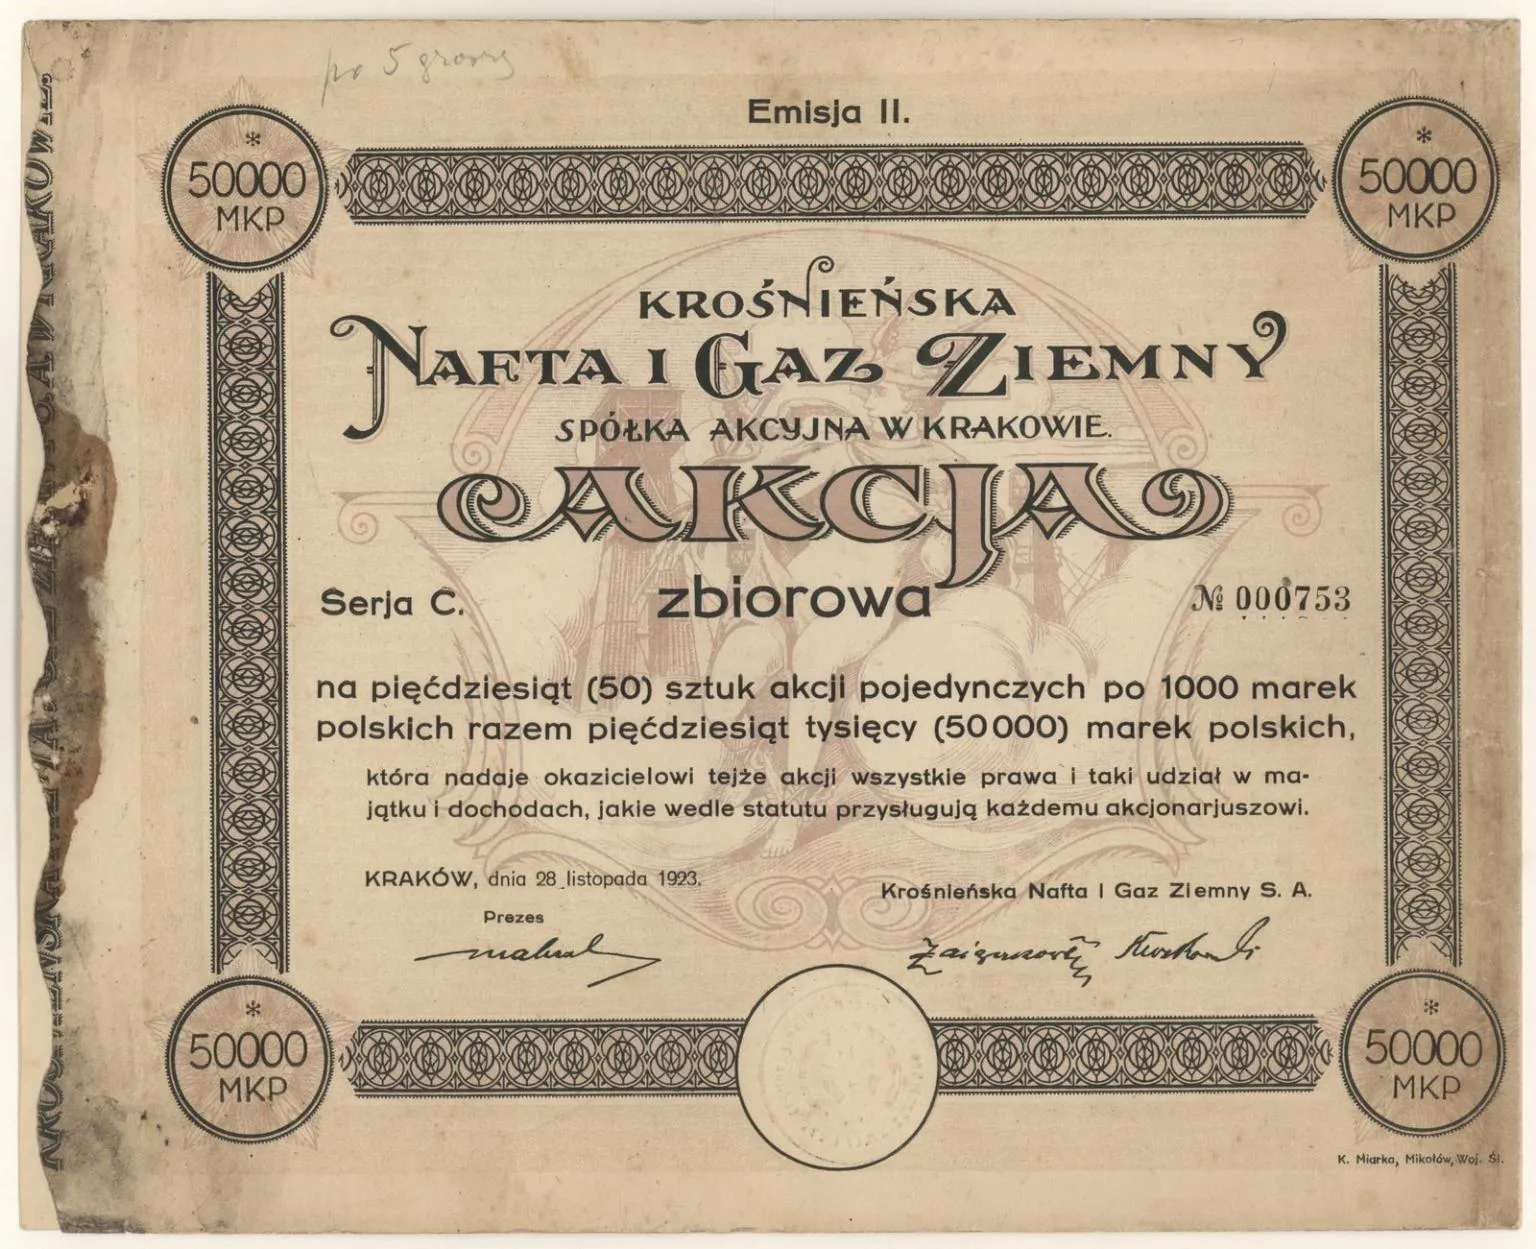 po 5 groszy
Emisja II.
50000
MKP
50000
MKP
KROŚNIEŃSKA
NAFTA I GAZ ZIEMNY
SPÓŁKA AKCYJNA W KRAKOWIE.
AKCJA
zbiorowa
Serja C.
№ 000753
na pięćdziesiąt (50) sztuk akcji pojedynczych po 1000 marek
polskich razem pięćdziesiąt tysięcy (50000) marek polskich,
która nadaje okazicielowi tejże akcji wszystkie prawa i taki udział w ma-
jątku i dochodach, jakie wedle statutu przysługują każdemu akcjonarjuszowi.
KRAKÓW, dnia 28 listopada 1923.
Krośnieńska Nafta i Gaz Ziemny S. A.
Prezes
50000
MKP
50000
MKP
K. Miarka, Mikołów, Woj. Śl.